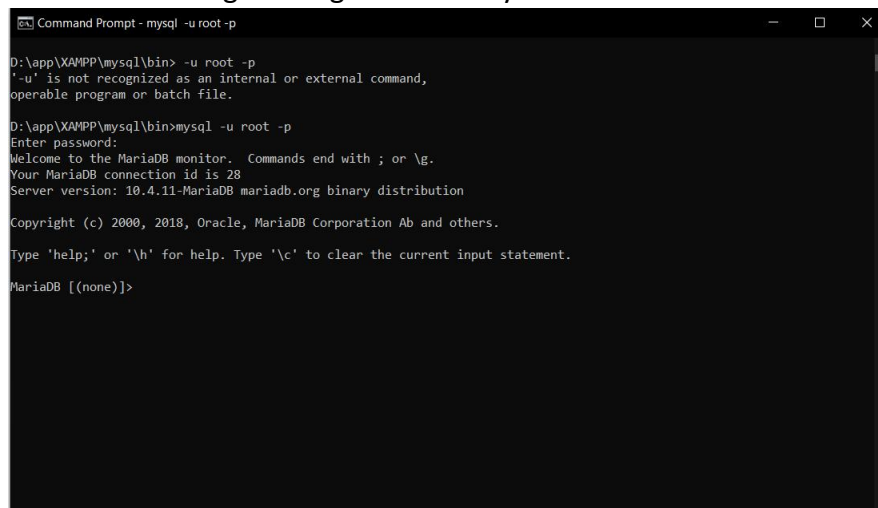 Command Prompt - mysql -u root -p
D:\app\XAMPP\mysql\bin> -u root -p
'-u' is not recognized as an internal or external command,
operable program or batch file.
D:\app\XAMPP\mysql\bin>mysql -u root -p
Enter password:
Welcome to the MariaDB monitor. Commands end with ; or \g.
Your MariaDB connection id is 28
Server version: 10.4.11-MariaDB mariadb.org binary distribution
Copyright (c) 2000, 2018, Oracle, MariaDB Corporation Ab and others.
Type 'help;' or '\h' for help. Type '\c' to clear the current input statement.
MariaDB [(none)]>